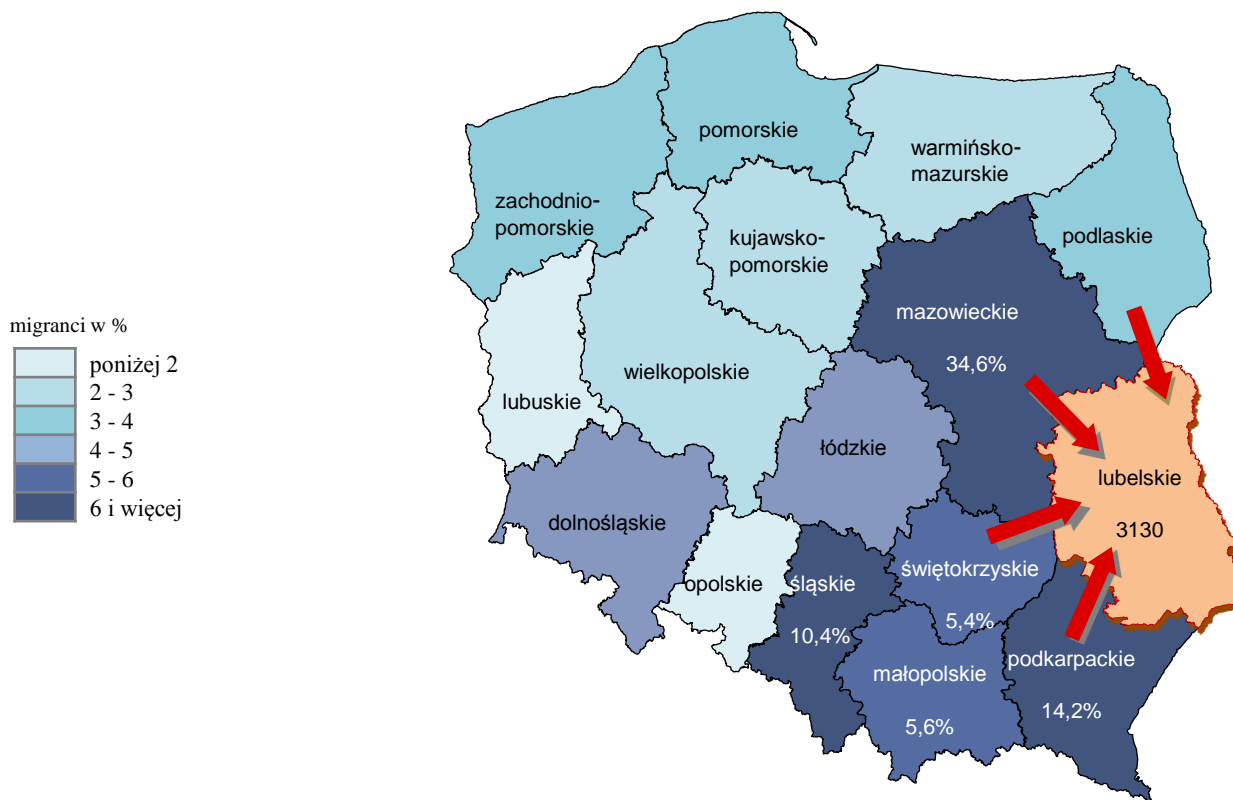 migranci w %
poniżej 2
2 - 3
3 - 4
4 - 5
5 - 6
6 i więcej
pomorskie
warmińsko-
mazurskie
zachodnio-
pomorskie
kujawsko-
pomorskie
podlaskie
mazowieckie
34,6%
wielkopolskie
lubuskie
łódzkie
lubelskie
3130
dolnośląskie
opolskie
śląskie
10,4%
świętokrzyskie
5,4%
małopolskie
5,6%
podkarpackie
14,2%